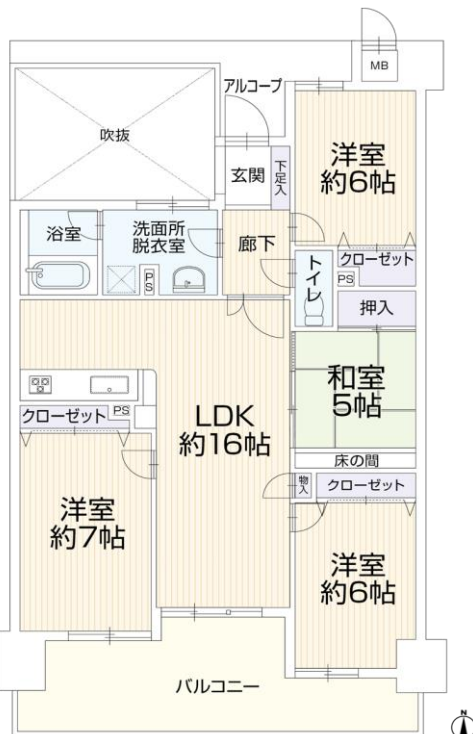 MB
アルコーブ
吹抜
玄関
下足入
洋室
約6帖
浴室
洗面所
脱衣室
廊下
トイレ
クローゼット
PS
PS
押入
和室
5帖
LDK
約16帖
クローゼット
PS
床の間
物入
クローゼット
洋室
約7帖
洋室
約6帖
バルコニー
N